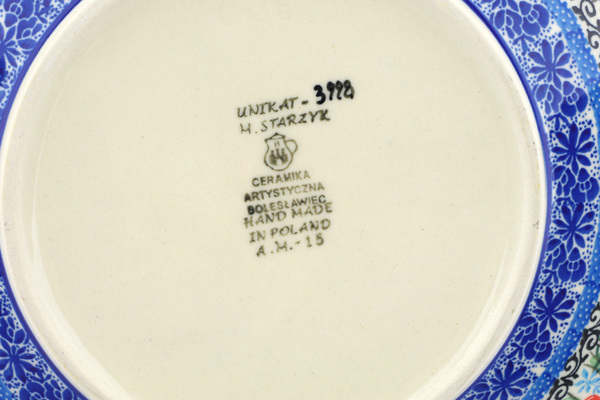 UNIKAT - 3998
M. STARZYK
CERAMIKA
ARTYSTYCZNA
BOLESŁAWIEC
HAND MADE
IN POLAND
A.M.-15